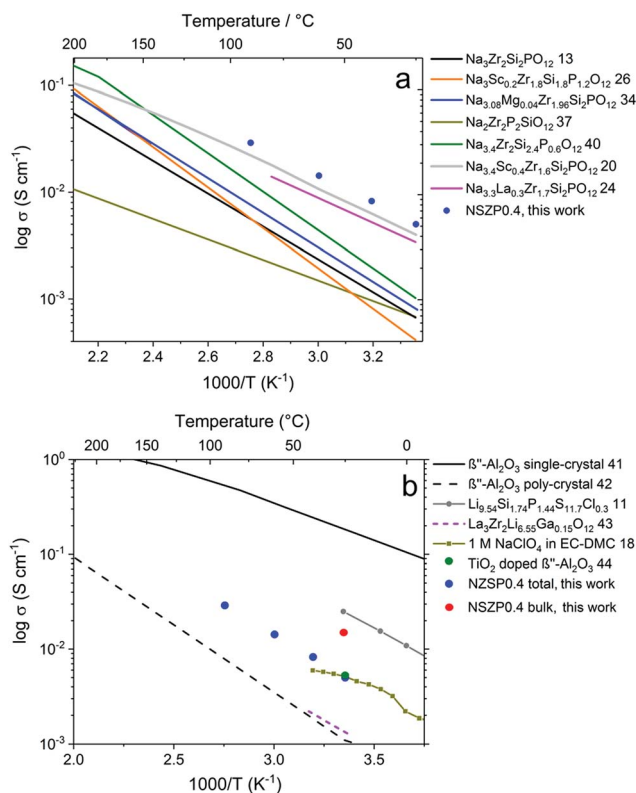 Temperature / °C
200 150 100 50
a
10⁻¹
10⁻²
10⁻³
log σ (S cm⁻¹)
2.2 2.4 2.6 2.8 3.0 3.2
1000/T (K⁻¹)
Na₃Zr₂Si₂PO₁₂ 13
Na₃Sc₀.₂Zr₁.₈Si₁.₈P₁.₂O₁₂ 26
Na₃.₀₈Mg₀.₀₄Zr₁.₉₆Si₂PO₁₂ 34
Na₂Zr₂P₂SiO₁₂ 37
Na₃.₄Zr₂Si₂.₄P₀.₆O₁₂ 40
Na₃.₄Sc₀.₄Zr₁.₆Si₂PO₁₂ 20
Na₃.₃La₀.₃Zr₁.₇Si₂PO₁₂ 24
NSZP0.4, this work
Temperature (°C)
200 150 100 50 0
b
10⁰
10⁻¹
10⁻²
10⁻³
log σ (S cm⁻¹)
2.0 2.5 3.0 3.5
1000/T (K⁻¹)
ß"-Al₂O₃ single-crystal 41
ß"-Al₂O₃ poly-crystal 42
Li₉.₅₄Si₁.₇₄P₁.₄₄S₁₁.₇Cl₀.₃ 11
La₃Zr₂Li₆.₅₅Ga₀.₁₅O₁₂ 43
1 M NaClO₄ in EC-DMC 18
TiO₂ doped ß"-Al₂O₃ 44
NZSP0.4 total, this work
NSZP0.4 bulk, this work